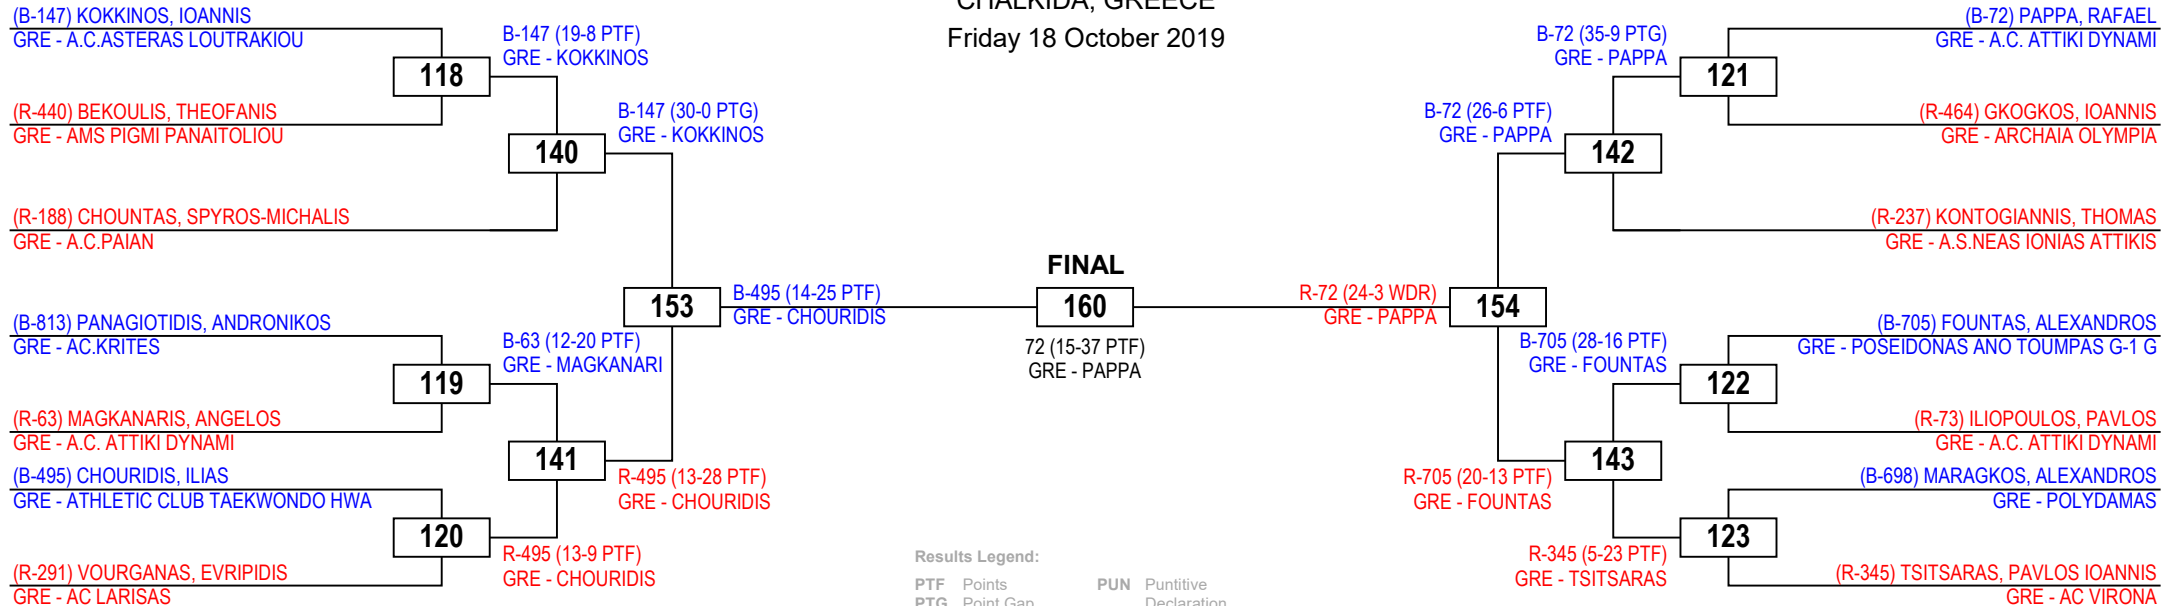 CHALKIDA, GREECE
Friday 18 October 2019
(B-147) KOKKINOS, IOANNIS
GRE - A.C.ASTERAS LOUTRAKIOU
B-147 (19-8 PTF)
GRE - KOKKINOS
118
(R-440) BEKOULIS, THEOFANIS
GRE - AMS PIGMI PANAITOLIOU
B-147 (30-0 PTG)
GRE - KOKKINOS
140
(R-188) CHOUNTAS, SPYROS-MICHALIS
GRE - A.C.PAIAN
153
B-495 (14-25 PTF)
GRE - CHOURIDIS
(B-813) PANAGIOTIDIS, ANDRONIKOS
GRE - AC.KRITES
B-63 (12-20 PTF)
GRE - MAGKANARI
119
(R-63) MAGKANARIS, ANGELOS
GRE - A.C. ATTIKI DYNAMI
141
R-495 (13-28 PTF)
GRE - CHOURIDIS
(B-495) CHOURIDIS, ILIAS
GRE - ATHLETIC CLUB TAEKWONDO HWA
120
R-495 (13-9 PTF)
GRE - CHOURIDIS
(R-291) VOURGANAS, EVRIPIDIS
GRE - AC LARISAS
FINAL
160
72 (15-37 PTF)
GRE - PAPPA
(B-72) PAPPA, RAFAEL
GRE - A.C. ATTIKI DYNAMI
B-72 (35-9 PTG)
GRE - PAPPA
121
(R-464) GKOGKOS, IOANNIS
GRE - ARCHAIA OLYMPIA
B-72 (26-6 PTF)
GRE - PAPPA
142
(R-237) KONTOGIANNIS, THOMAS
GRE - A.S.NEAS IONIAS ATTIKIS
R-72 (24-3 WDR)
GRE - PAPPA
154
(B-705) FOUNTAS, ALEXANDROS
GRE - POSEIDONAS ANO TOUMPAS G-1 G
B-705 (28-16 PTF)
GRE - FOUNTAS
122
(R-73) ILIOPOULOS, PAVLOS
GRE - A.C. ATTIKI DYNAMI
143
R-705 (20-13 PTF)
GRE - FOUNTAS
(B-698) MARAGKOS, ALEXANDROS
GRE - POLYDAMAS
123
R-345 (5-23 PTF)
GRE - TSITSARAS
(R-345) TSITSARAS, PAVLOS IOANNIS
GRE - AC VIRONA
Results Legend:
PTF Points PUN Puntitive
PTG Point Gap Declaration